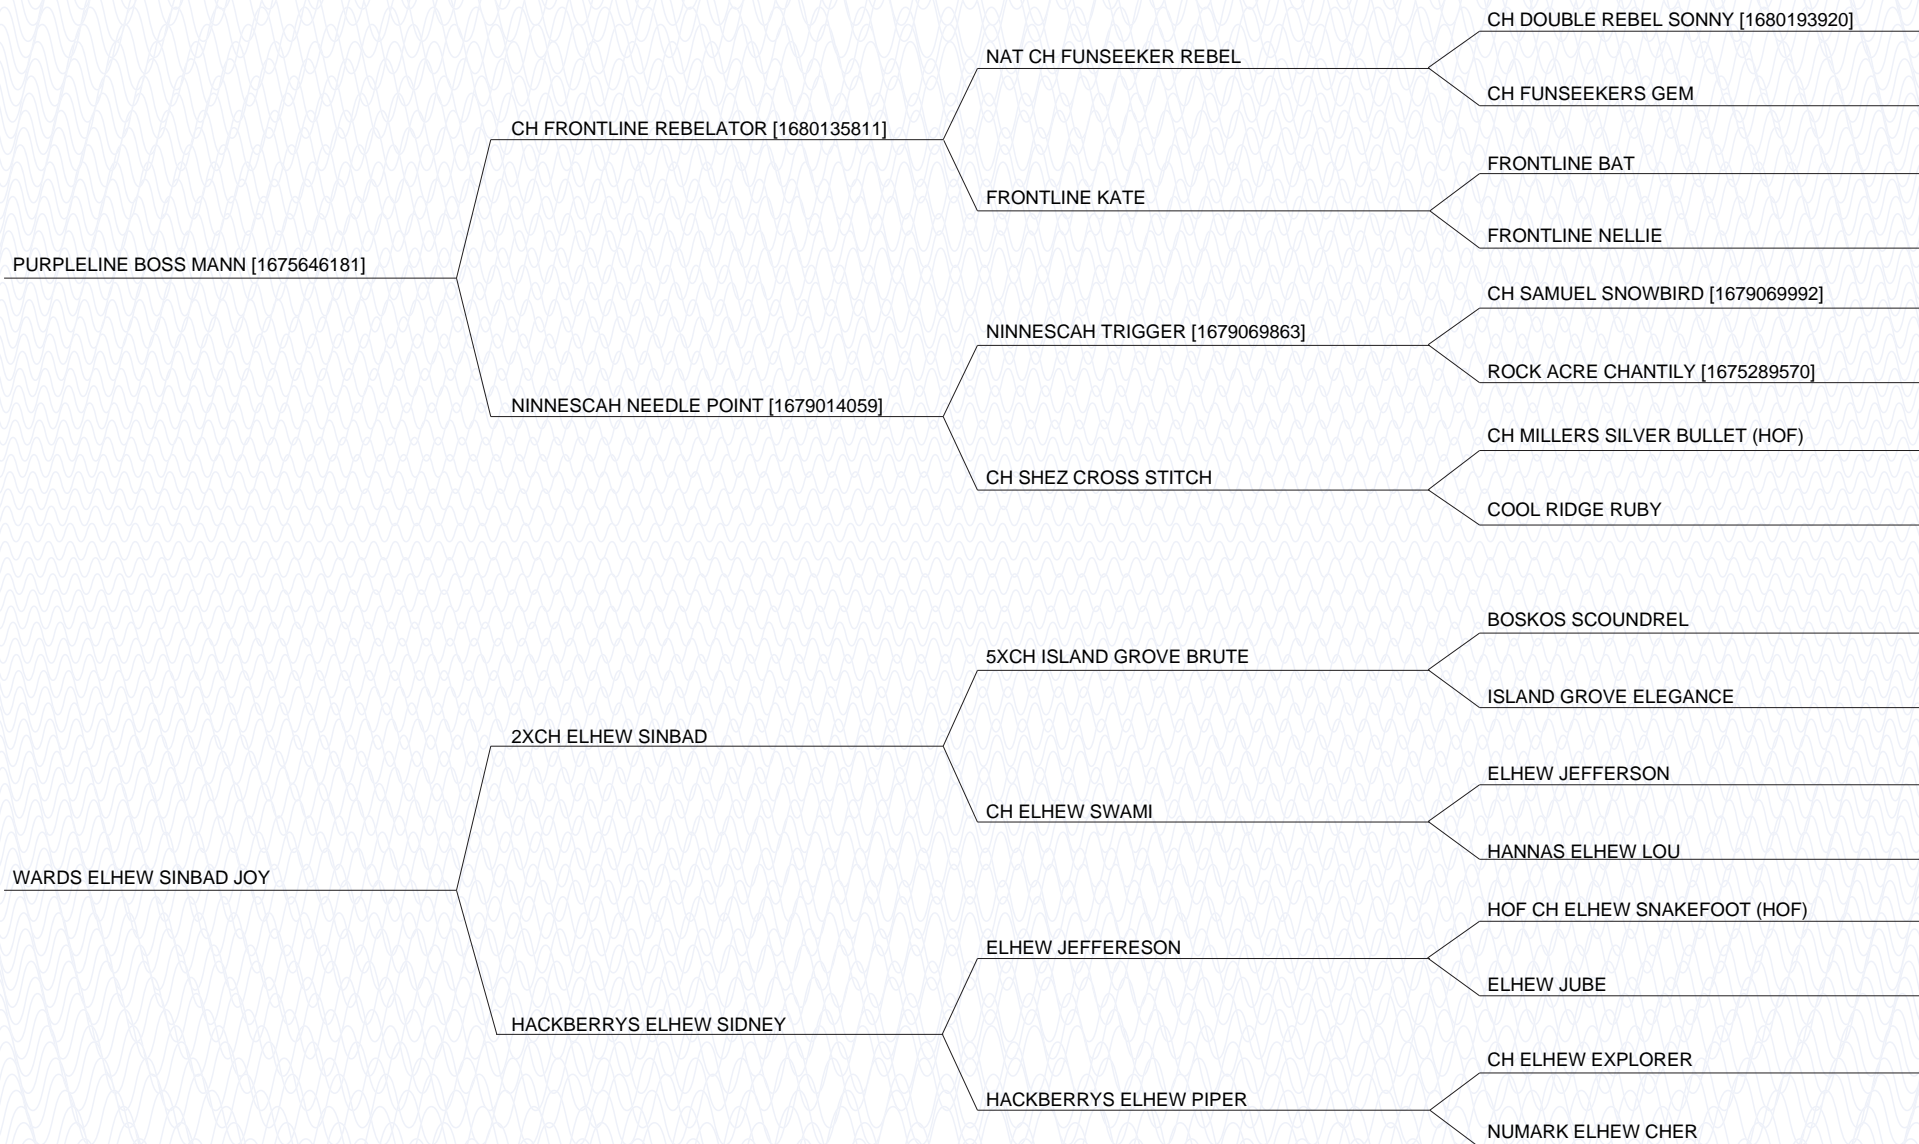 CH DOUBLE REBEL SONNY [1680193920]
NAT CH FUNSEEKER REBEL
CH FUNSEEKERS GEM
CH FRONTLINE REBELATOR [1680135811]
FRONTLINE BAT
FRONTLINE KATE
FRONTLINE NELLIE
PURPLELINE BOSS MANN [1675646181]
CH SAMUEL SNOWBIRD [1679069992]
NINNESCAH TRIGGER [1679069863]
ROCK ACRE CHANTILY [1675289570]
NINNESCAH NEEDLE POINT [1679014059]
CH MILLERS SILVER BULLET (HOF)
CH SHEZ CROSS STITCH
COOL RIDGE RUBY
BOSKOS SCOUNDREL
5XCH ISLAND GROVE BRUTE
ISLAND GROVE ELEGANCE
2XCH ELHEW SINBAD
ELHEW JEFFERSON
CH ELHEW SWAMI
HANNAS ELHEW LOU
WARDS ELHEW SINBAD JOY
HOF CH ELHEW SNAKEFOOT (HOF)
ELHEW JEFFERESON
ELHEW JUBE
HACKBERRYS ELHEW SIDNEY
CH ELHEW EXPLORER
HACKBERRYS ELHEW PIPER
NUMARK ELHEW CHER